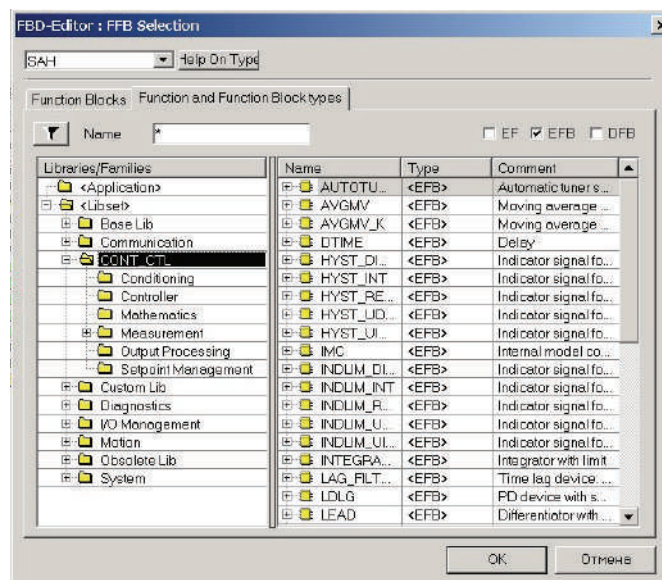 FBD-Editor : FFB Selection
SAH Help On Type
Function Blocks Function and Function Block types
Name * EF EFB DFB
Libraries/Families Name Type Comment
<Application> AUTOTU... <EFB> Automatic tuner s...
<Libset> AVGMV <EFB> Moving average ...
Base Lib AVGMV_K <EFB> Moving average ...
Communication DTIME <EFB> Delay
CONT_CTL HYST_DI... <EFB> Indicator signal fo...
Conditioning HYST_INT <EFB> Indicator signal fo...
Controller HYST_RE... <EFB> Indicator signal fo...
Mathematics HYST_UD... <EFB> Indicator signal fo...
Measurement HYST_UI... <EFB> Indicator signal fo...
Output Processing IMC <EFB> Internal model co...
Setpoint Management INDLIM_DI... <EFB> Indicator signal fo...
Custom Lib INDLIM_INT <EFB> Indicator signal fo...
Diagnostics INDLIM_R... <EFB> Indicator signal fo...
I/O Management INDLIM_U... <EFB> Indicator signal fo...
Motion INDLIM_UI... <EFB> Indicator signal fo...
Obsolete Lib INTEGRA... <EFB> Integrator with limit
System LAG_FILT... <EFB> Time lag device: ...
LDLG <EFB> PD device with s...
LEAD <EFB> Differentiator with ...
OK Отмена